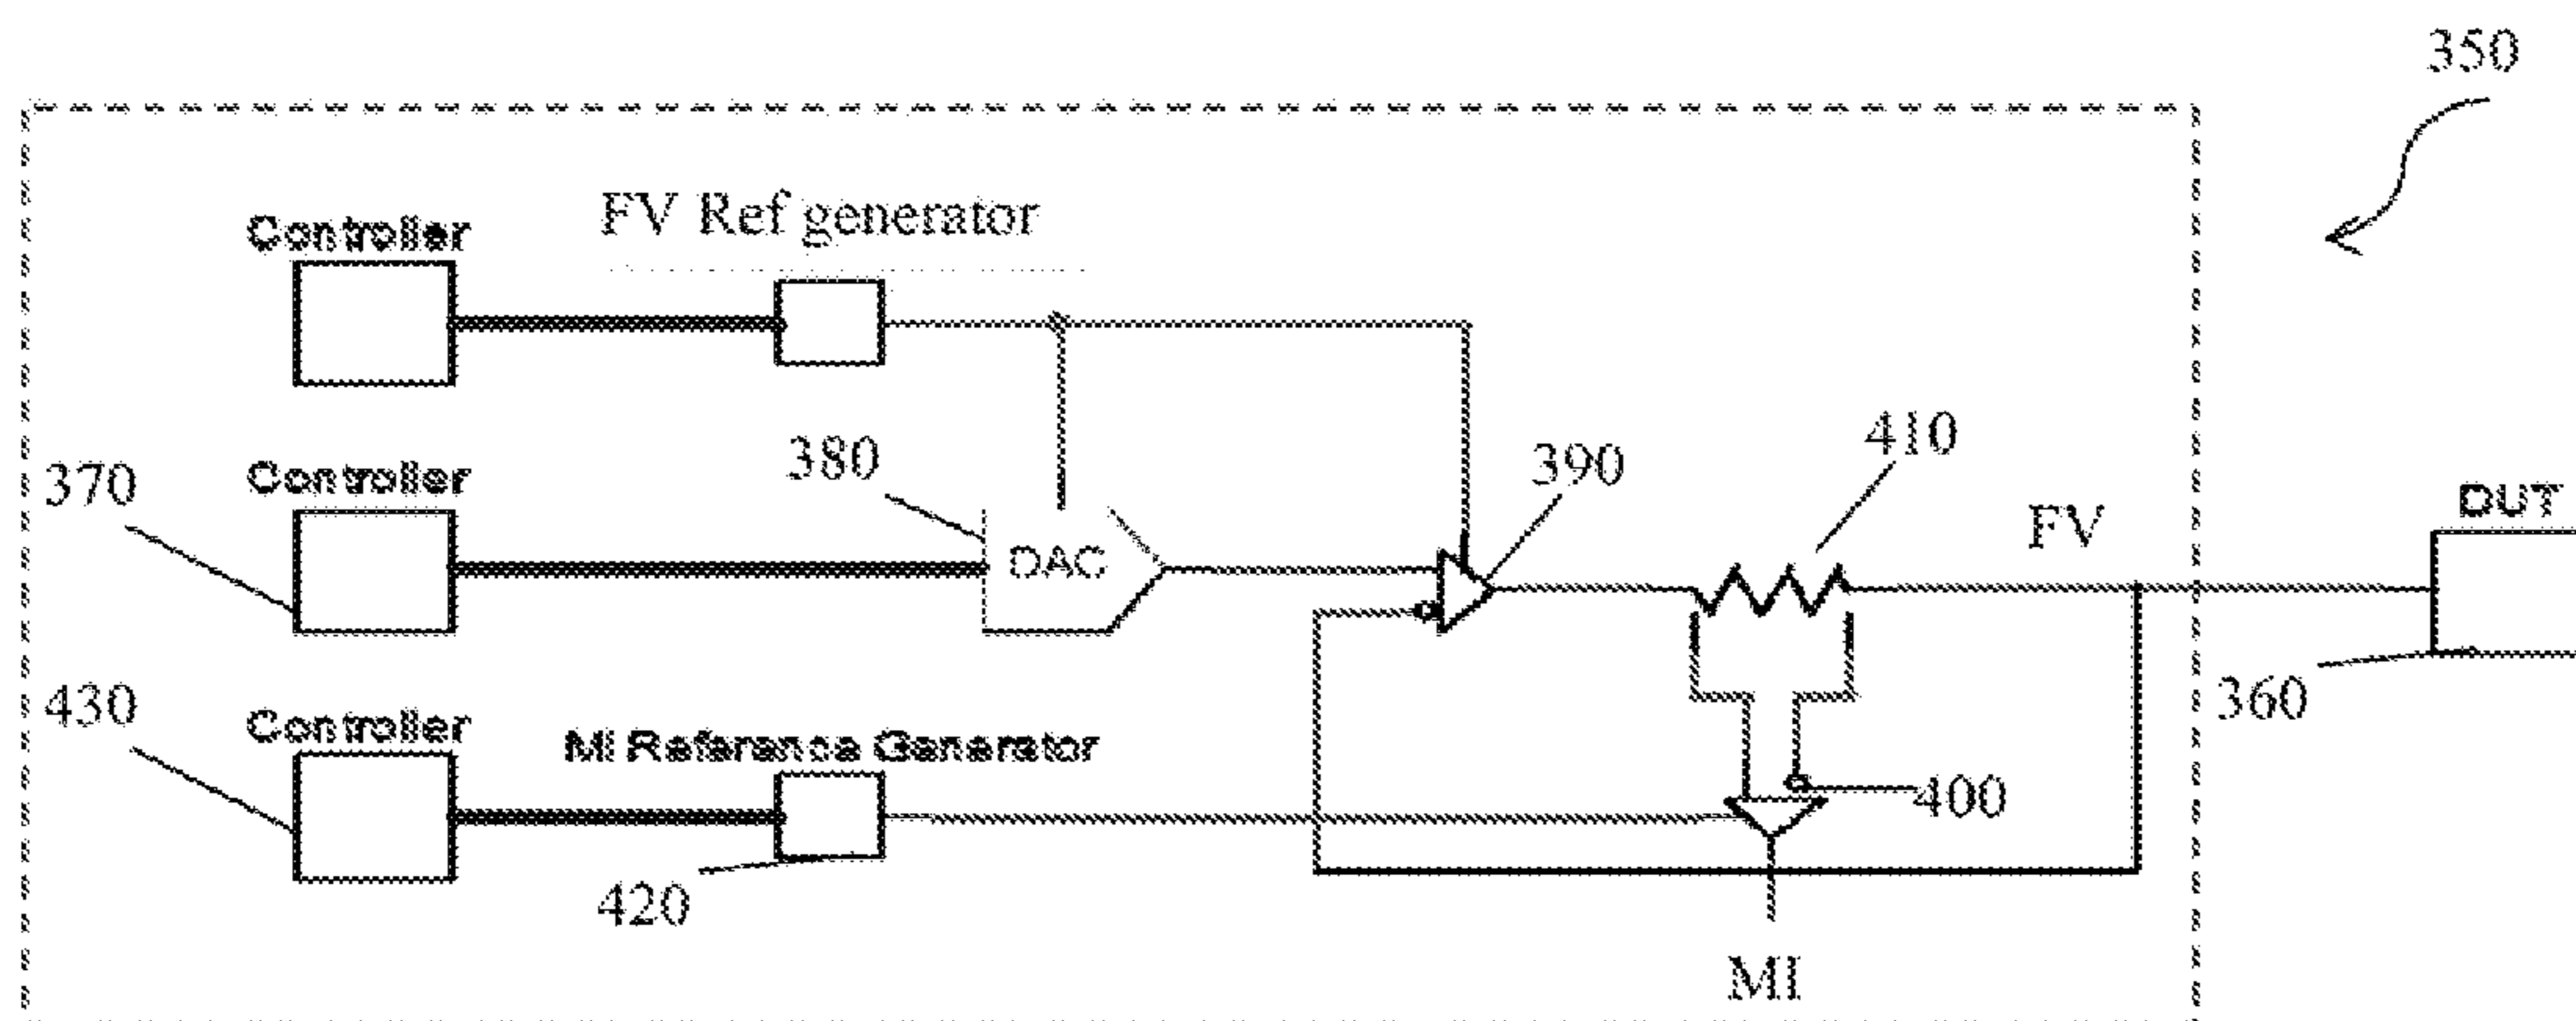 350
Controller
FV Ref generator
370
Controller
380
DAC
390
410
FV
DUT
360
430
Controller
MI Reference Generator
420
400
MI